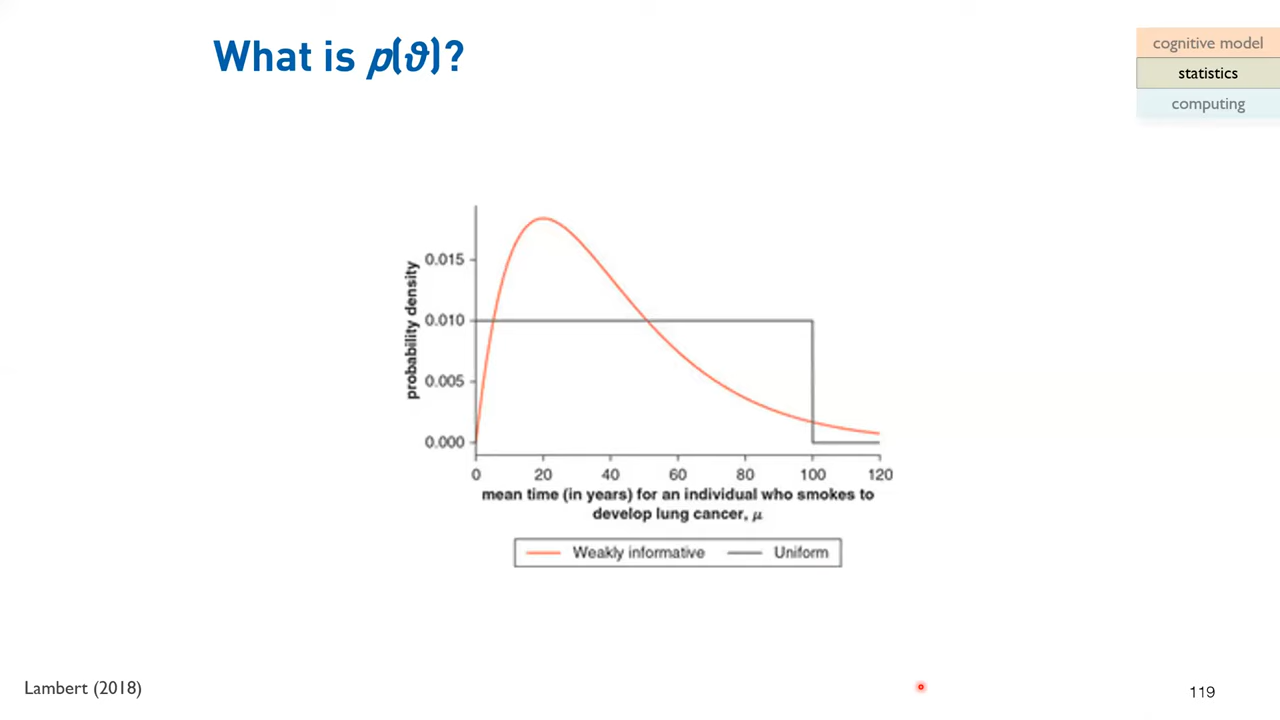 What is p(ϑ)?
cognitive model
statistics
computing
probability density
0.015
0.010
0.005
0.000
0 20 40 60 80 100 120
mean time (in years) for an individual who smokes to
develop lung cancer, μ
Weakly informative Uniform
Lambert (2018)
119